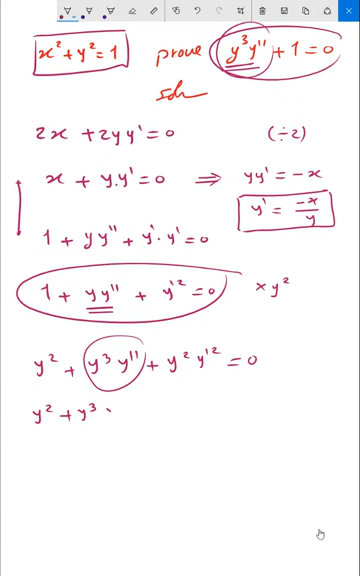 x² + y² = 1 prove y³y'' + 1 = 0
soln
2x + 2yy' = 0 (÷2)
x + y.y' = 0 ⇒ yy' = -x
y' = -x/y
1 + yy'' + y'·y' = 0
1 + yy'' + y'² = 0 × y²
y² + y³y'' + y²y'² = 0
y² + y³